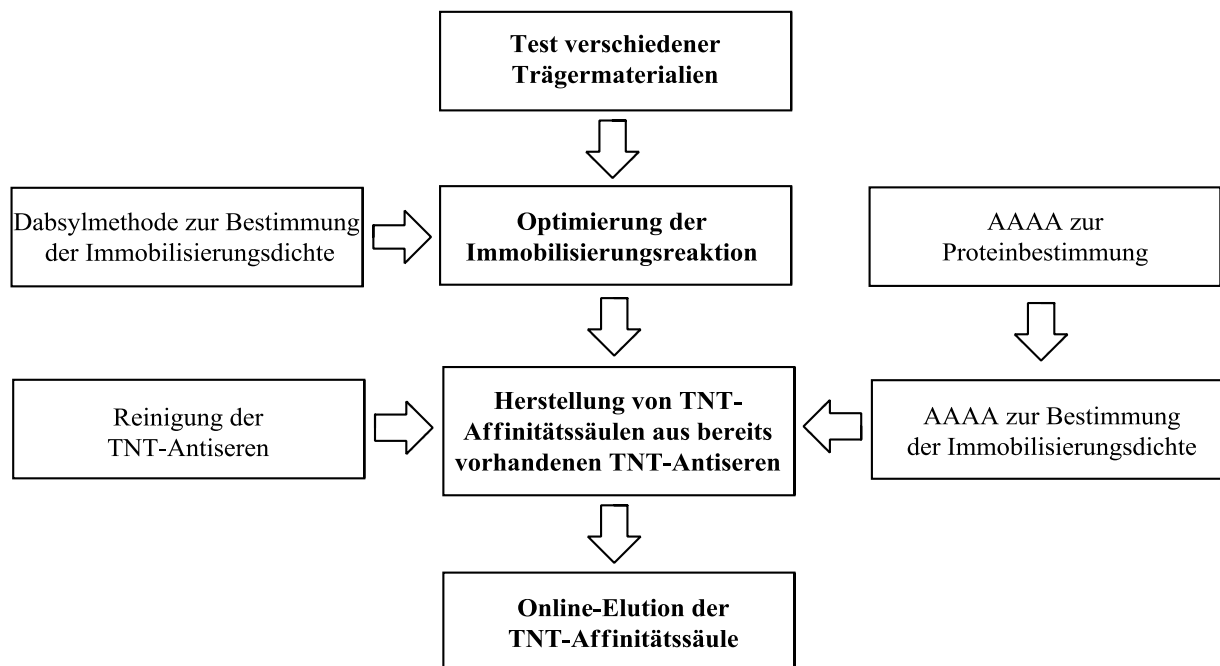 Test verschiedener
Trägermaterialien
Dabsylmethode zur Bestimmung
der Immobilisierungsdichte
Optimierung der
Immobilisierungsreaktion
AAAA zur
Proteinbestimmung
Reinigung der
TNT-Antiseren
Herstellung von TNT-
Affinitätssäulen aus bereits
vorhandenen TNT-Antiseren
AAAA zur Bestimmung
der Immobilisierungsdichte
Online-Elution der
TNT-Affinitätssäule